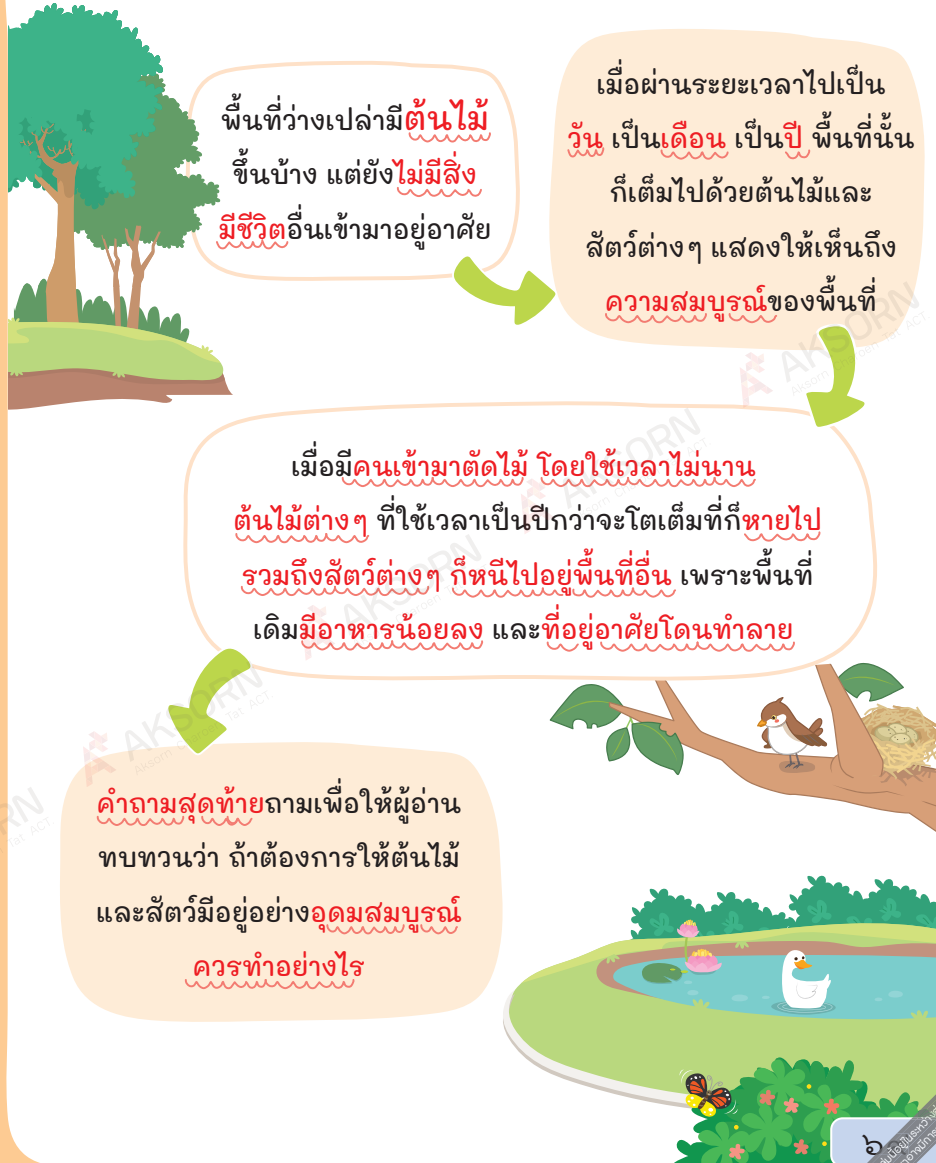 พื้นที่ว่างเปล่ามีต้นไม้
ขึ้นบ้าง แต่ยังไม่มีสิ่ง
มีชีวิตอื่นเข้ามาอยู่อาศัย
เมื่อผ่านระยะเวลาไปเป็น
วัน เป็นเดือน เป็นปี พื้นที่นั้น
ก็เต็มไปด้วยต้นไม้และ
สัตว์ต่างๆ แสดงให้เห็นถึง
ความสมบูรณ์ของพื้นที่
เมื่อมีคนเข้ามาตัดไม้ โดยใช้เวลาไม่นาน
ต้นไม้ต่างๆ ที่ใช้เวลาเป็นปีกว่าจะโตเต็มที่ก็หายไป
รวมถึงสัตว์ต่างๆ ก็หนีไปอยู่พื้นที่อื่น เพราะพื้นที่
เดิมมีอาหารน้อยลง และที่อยู่อาศัยโดนทำลาย
คำถามสุดท้ายถามเพื่อให้ผู้อ่าน
ทบทวนว่า ถ้าต้องการให้ต้นไม้
และสัตว์มีอยู่อย่างอุดมสมบูรณ์
ควรทำอย่างไร
AKSORN
AKSORN
AKSORN
AKSORN
๖